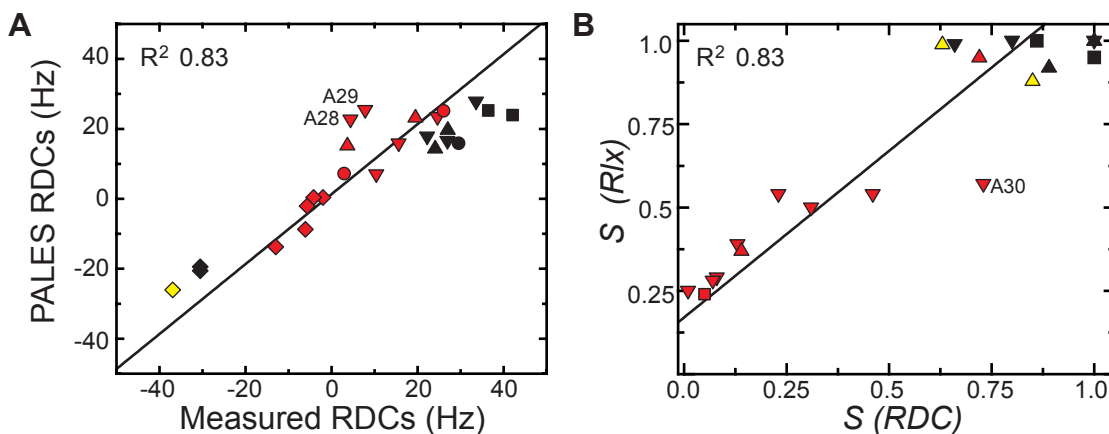 A
R² 0.83
A29
A28
40
20
0
-20
-40
PALES RDCs (Hz)
-40
-20
0
20
40
Measured RDCs (Hz)
B
R² 0.83
A30
1.0
0.75
0.5
0.25
S (Rlx)
0.0
0.25
0.5
0.75
1.0
S (RDC)